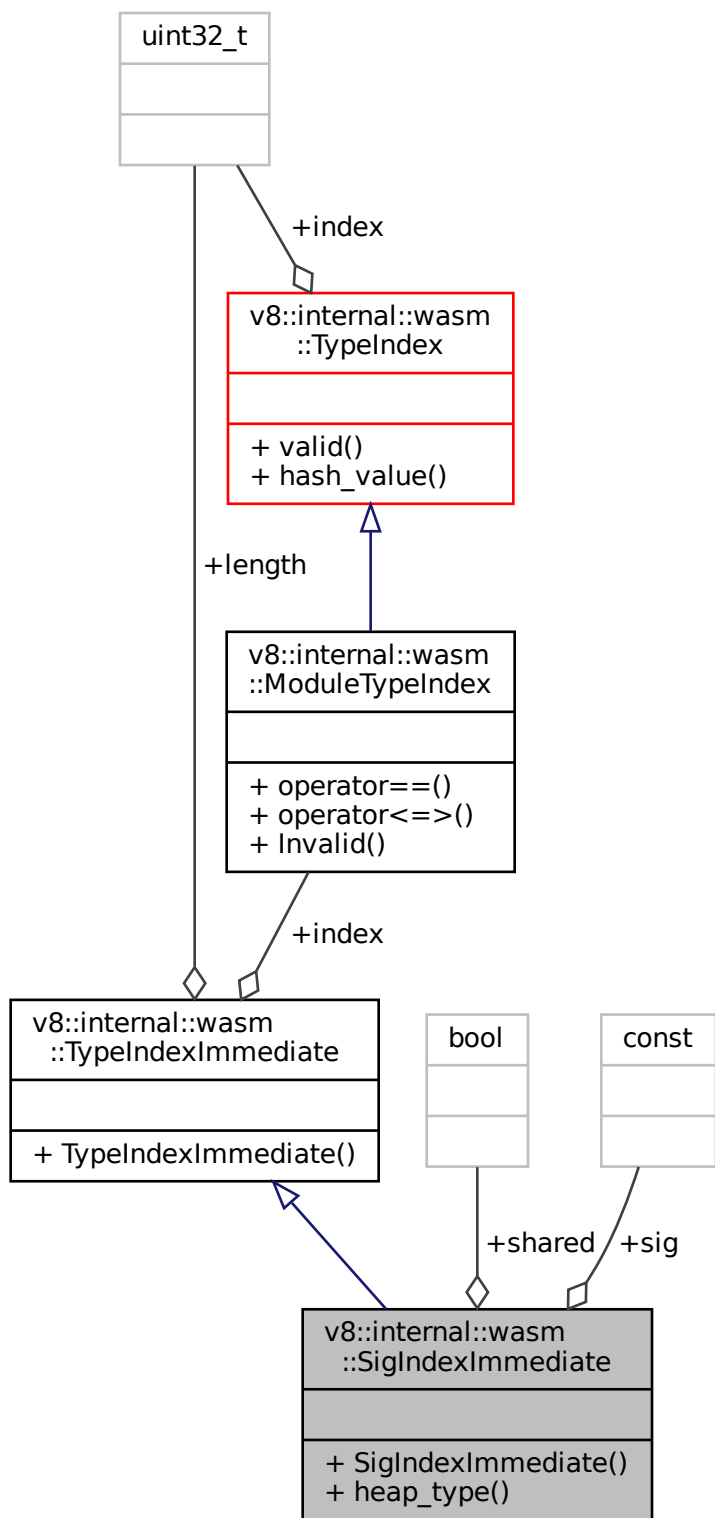 uint32_t
+index
v8::internal::wasm
::TypeIndex
+ valid()
+ hash_value()
+length
v8::internal::wasm
::ModuleTypeIndex
+ operator==()
+ operator<=>()
+ Invalid()
+index
v8::internal::wasm
::TypeIndexImmediate
+ TypeIndexImmediate()
bool
const
+shared
+sig
v8::internal::wasm
::SigIndexImmediate
+ SigIndexImmediate()
+ heap_type()